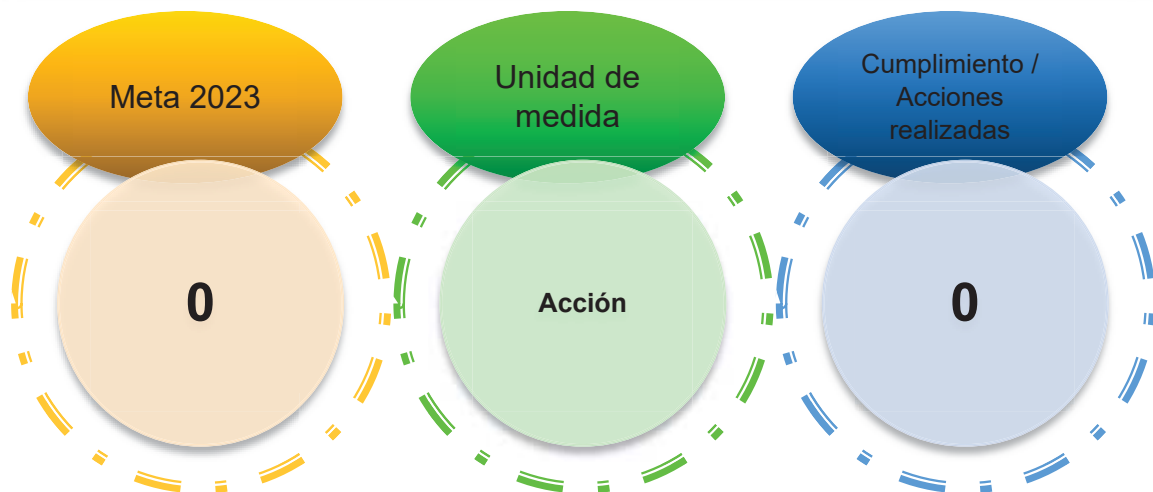 Meta 2023
0
Unidad de
medida
Acción
Cumplimiento /
Acciones
realizadas
0